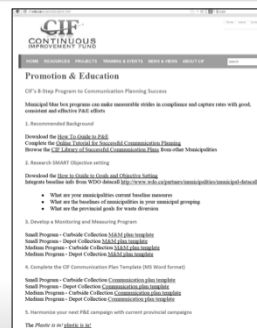 CIF
CONTINUOUS
IMPROVEMENT FUND
HOME RESOURCES PROJECTS TRAINING & EVENTS NEWS & VIEWS ABOUT US
Promotion & Education
CIF's 8-Step Program to Communication Planning Success
Municipal blue box programs can make measurable strides in compliance and capture rates with good,
consistent and effective P&E efforts
1. Recommended Background
Download the How To Guide to P&E
Complete the Online Tutorial for Successful Communication Planning
Browse the CIF Library of Successful Communication Plans from other Municipalities
2. Research SMART Objective setting
Download the Guide to Goals and Objective Setting
Integrate baseline info from WDO datacall
• What are your municipalities current baseline measures
• What are the baselines of municipalities in your municipal grouping
• What are the provincial goals for waste diversion
3. Develop a Monitoring and Measuring Program
Small Program - Curbside Collection M&M plan template
Small Program - Depot Collection M&M plan template
Medium Program - Curbside Collection M&M plan template
Medium Program - Depot Collection M&M plan template
4. Complete the CIF Communication Plan Template (MS Word format)
Small Program - Curbside Collection Communication plan template
Small Program - Depot Collection Communication plan template
Medium Program - Curbside Collection Communication plan template
Medium Program - Depot Collection Communication plan template
5. Harmonize your next P&E campaign with current provincial campaigns
The Plastic is in! plastic is in!